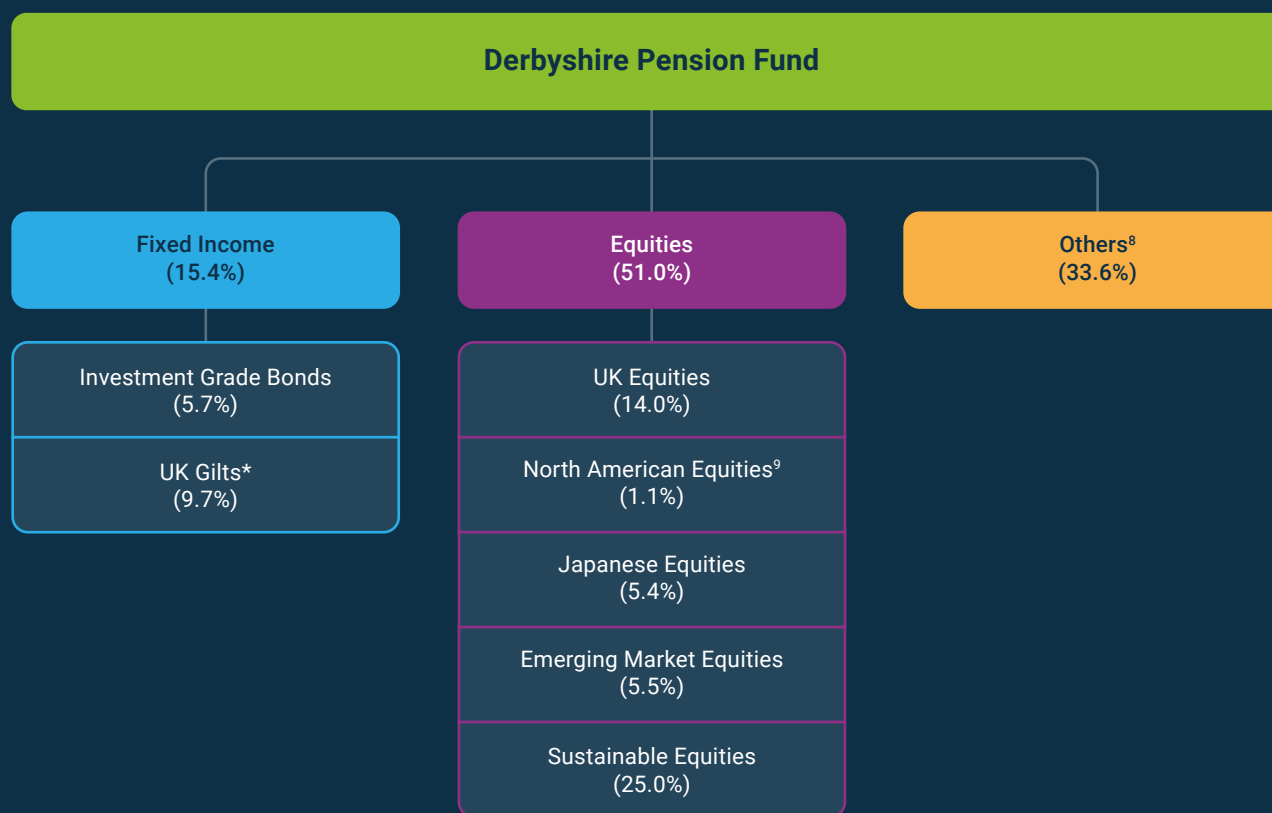 Derbyshire Pension Fund
Fixed Income
(15.4%)
Equities
(51.0%)
Others⁸
(33.6%)
Investment Grade Bonds
(5.7%)
UK Gilts*
(9.7%)
UK Equities
(14.0%)
North American Equities⁹
(1.1%)
Japanese Equities
(5.4%)
Emerging Market Equities
(5.5%)
Sustainable Equities
(25.0%)